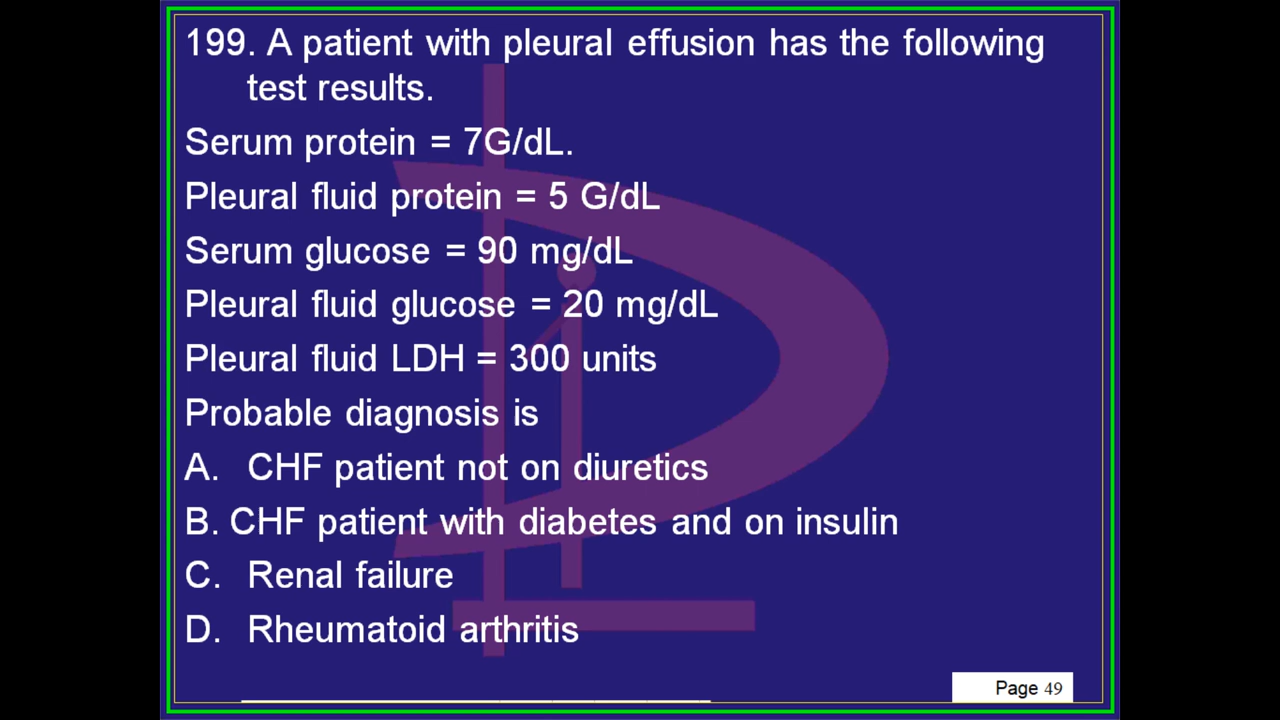 199. A patient with pleural effusion has the following
test results.
Serum protein = 7G/dL.
Pleural fluid protein = 5 G/dL
Serum glucose = 90 mg/dL
Pleural fluid glucose = 20 mg/dL
Pleural fluid LDH = 300 units
Probable diagnosis is
A. CHF patient not on diuretics
B. CHF patient with diabetes and on insulin
C. Renal failure
D. Rheumatoid arthritis
Page 49